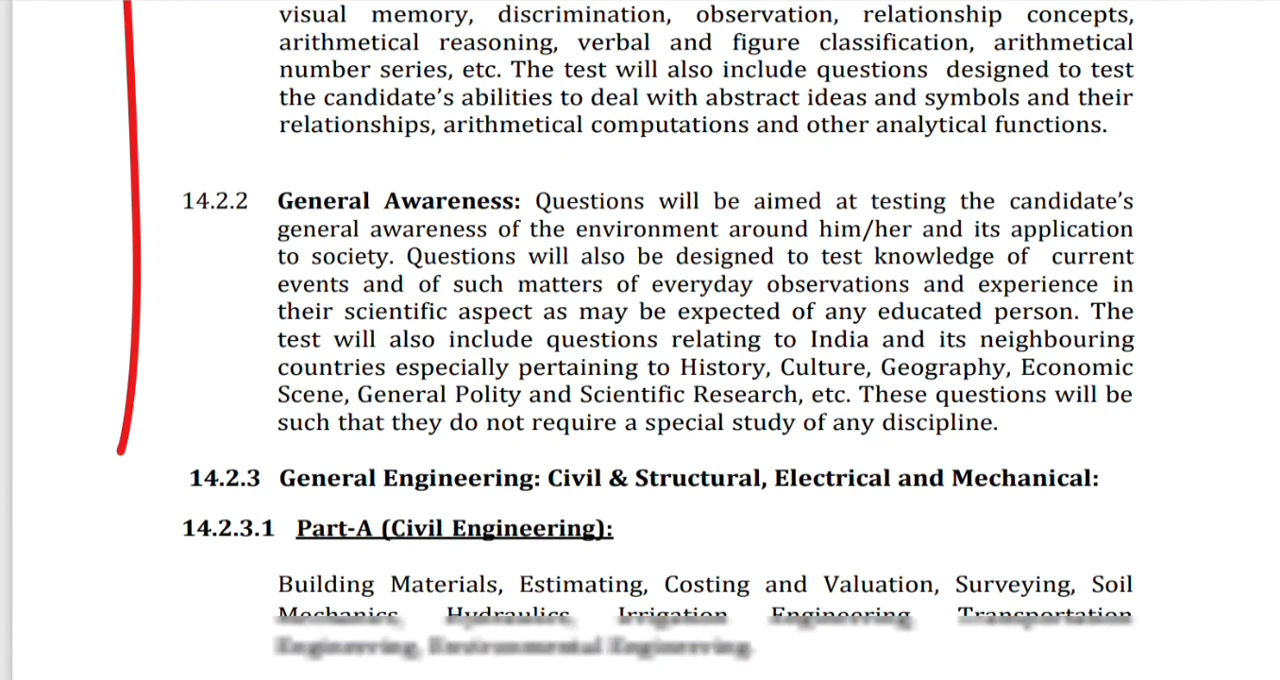 visual memory, discrimination, observation, relationship concepts,
arithmetical reasoning, verbal and figure classification, arithmetical
number series, etc. The test will also include questions designed to test
the candidate’s abilities to deal with abstract ideas and symbols and their
relationships, arithmetical computations and other analytical functions.
14.2.2 General Awareness: Questions will be aimed at testing the candidate’s
general awareness of the environment around him/her and its application
to society. Questions will also be designed to test knowledge of current
events and of such matters of everyday observations and experience in
their scientific aspect as may be expected of any educated person. The
test will also include questions relating to India and its neighbouring
countries especially pertaining to History, Culture, Geography, Economic
Scene, General Polity and Scientific Research, etc. These questions will be
such that they do not require a special study of any discipline.
14.2.3 General Engineering: Civil & Structural, Electrical and Mechanical:
14.2.3.1 Part-A (Civil Engineering):
Building Materials, Estimating, Costing and Valuation, Surveying, Soil
Mechanics, Hydraulics, Irrigation Engineering, Transportation
Engineering, Environmental Engineering.